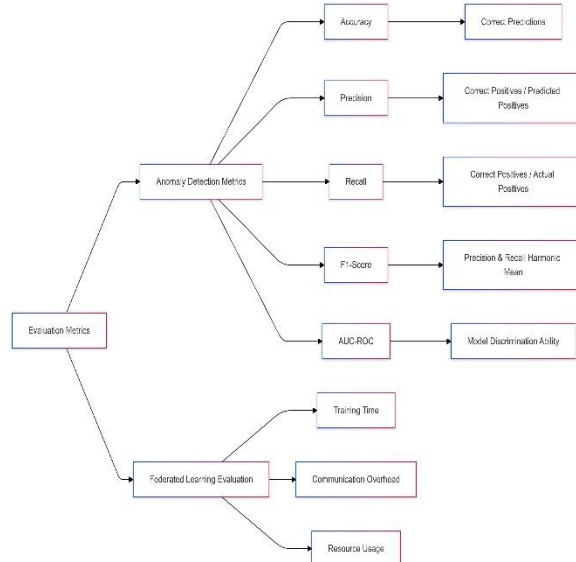 Accuracy
Correct Predictions
Precision
Correct Positives / Predicted
Positives
Anomaly Detection Metrics
Recall
Correct Positives / Actual
Positives
F1-Score
Precision & Recall Harmonic
Mean
Evaluation Metrics
AUC-ROC
Model Discrimination Ability
Training Time
Federated Learning Evaluation
Communication Overhead
Resource Usage